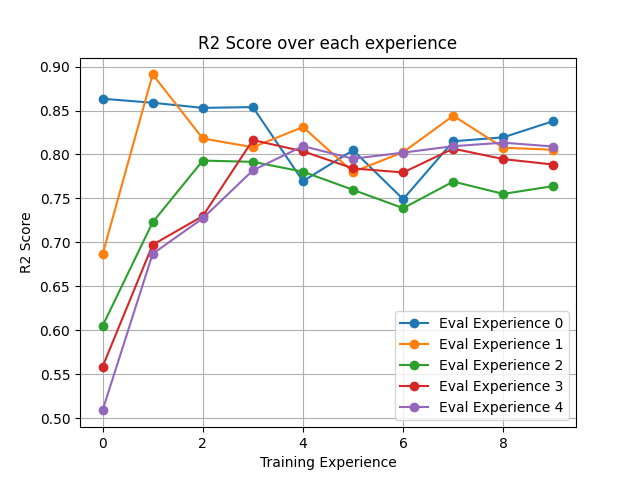 R2 Score over each experience
0.90
0.85
0.80
0.75
0.70
0.65
0.60
0.55
0.50
R2 Score
0
2
4
6
8
Training Experience
Eval Experience 0
Eval Experience 1
Eval Experience 2
Eval Experience 3
Eval Experience 4